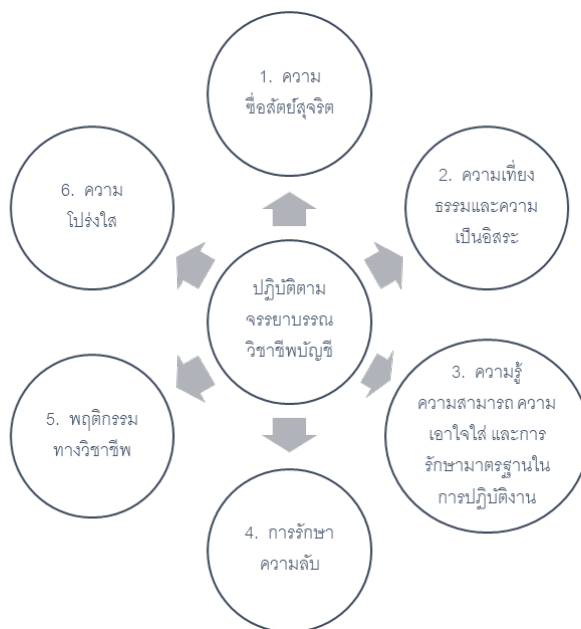 1. ความ
ซื่อสัตย์สุจริต
2. ความเที่ยง
ธรรมและความ
เป็นอิสระ
3. ความรู้
ความสามารถ ความ
เอาใจใส่ และการ
รักษามาตรฐานใน
การปฏิบัติงาน
4. การรักษา
ความลับ
5. พฤติกรรม
ทางวิชาชีพ
6. ความ
โปร่งใส
ปฏิบัติตาม
จรรยาบรรณ
วิชาชีพบัญชี